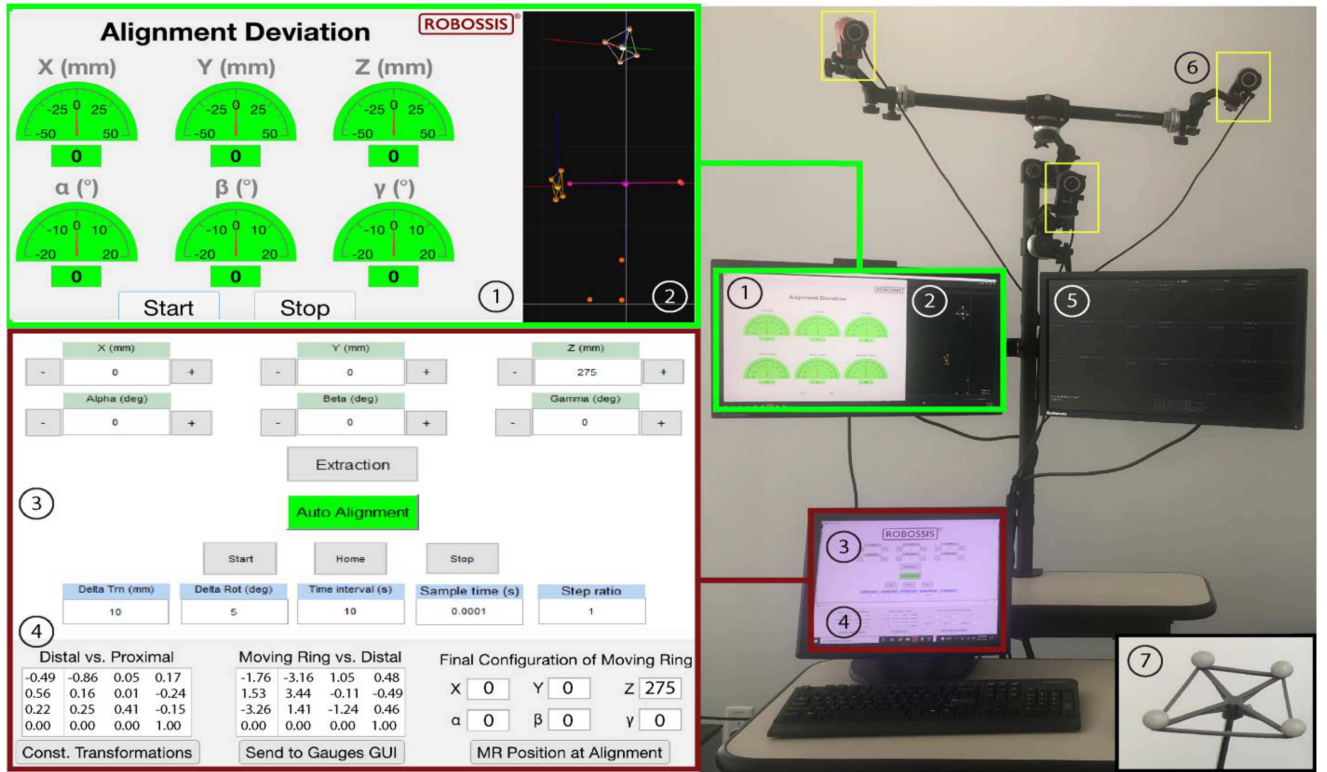 Alignment Deviation
ROBOSSIS®
X (mm) Y (mm) Z (mm)
-50 -25 0 25 50 -50 -25 0 25 50 -50 -25 0 25 50
0 0 0
α (°) β (°) γ (°)
-20 -10 0 10 20 -20 -10 0 10 20 -20 -10 0 10 20
0 0 0
Start Stop
1 2
X (mm) Y (mm) Z (mm)
- 0 + - 0 + - 275 +
Alpha (deg) Beta (deg) Gamma (deg)
- 0 + - 0 + - 0 +
Extraction
3
Auto Alignment
Start Home Stop
Delta Trn (mm) Delta Rot (deg) Time interval (s) Sample time (s) Step ratio
10 5 10 0.0001 1
4
Distal vs. Proximal
-0.49 -0.86 0.05 0.17
0.56 0.16 0.01 -0.24
0.22 0.25 0.41 -0.15
0.00 0.00 0.00 1.00
Const. Transformations
Moving Ring vs. Distal
-1.76 -3.16 1.05 0.48
1.53 3.44 -0.11 -0.49
-3.26 1.41 -1.24 0.46
0.00 0.00 0.00 1.00
Send to Gauges GUI
Final Configuration of Moving Ring
X 0 Y 0 Z 275
α 0 β 0 γ 0
MR Position at Alignment
6
1 2 5
Alignment Deviation
ROBOSSIS
3
ROBOSSIS®
4
7